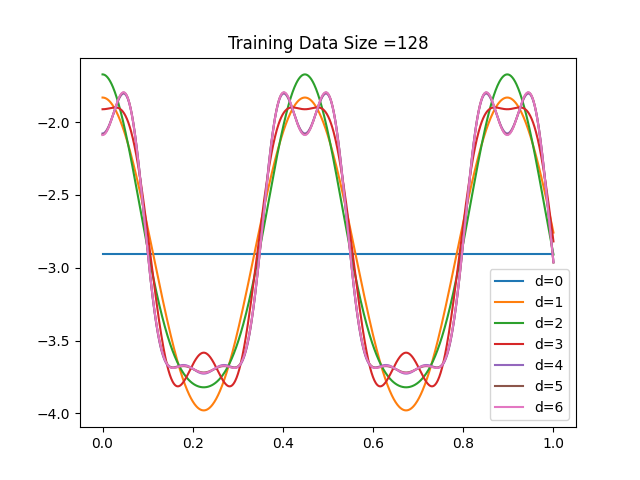 Training Data Size =128
−2.0
−2.5
−3.0
−3.5
−4.0
0.0 0.2 0.4 0.6 0.8 1.0
d=0
d=1
d=2
d=3
d=4
d=5
d=6